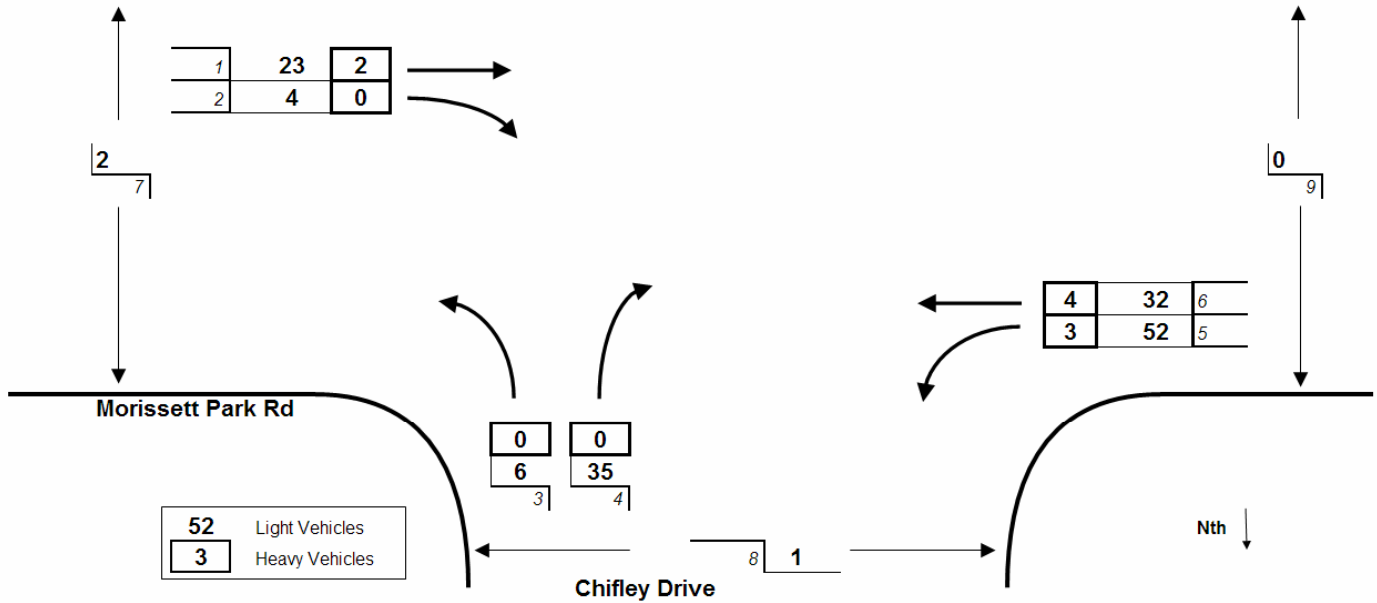 1 23 2
2 4 0
2
7
0
9
4 32 6
3 52 5
Morissett Park Rd
0 0
6 35
3 4
52 Light Vehicles
3 Heavy Vehicles
Nth
8 1
Chifley Drive